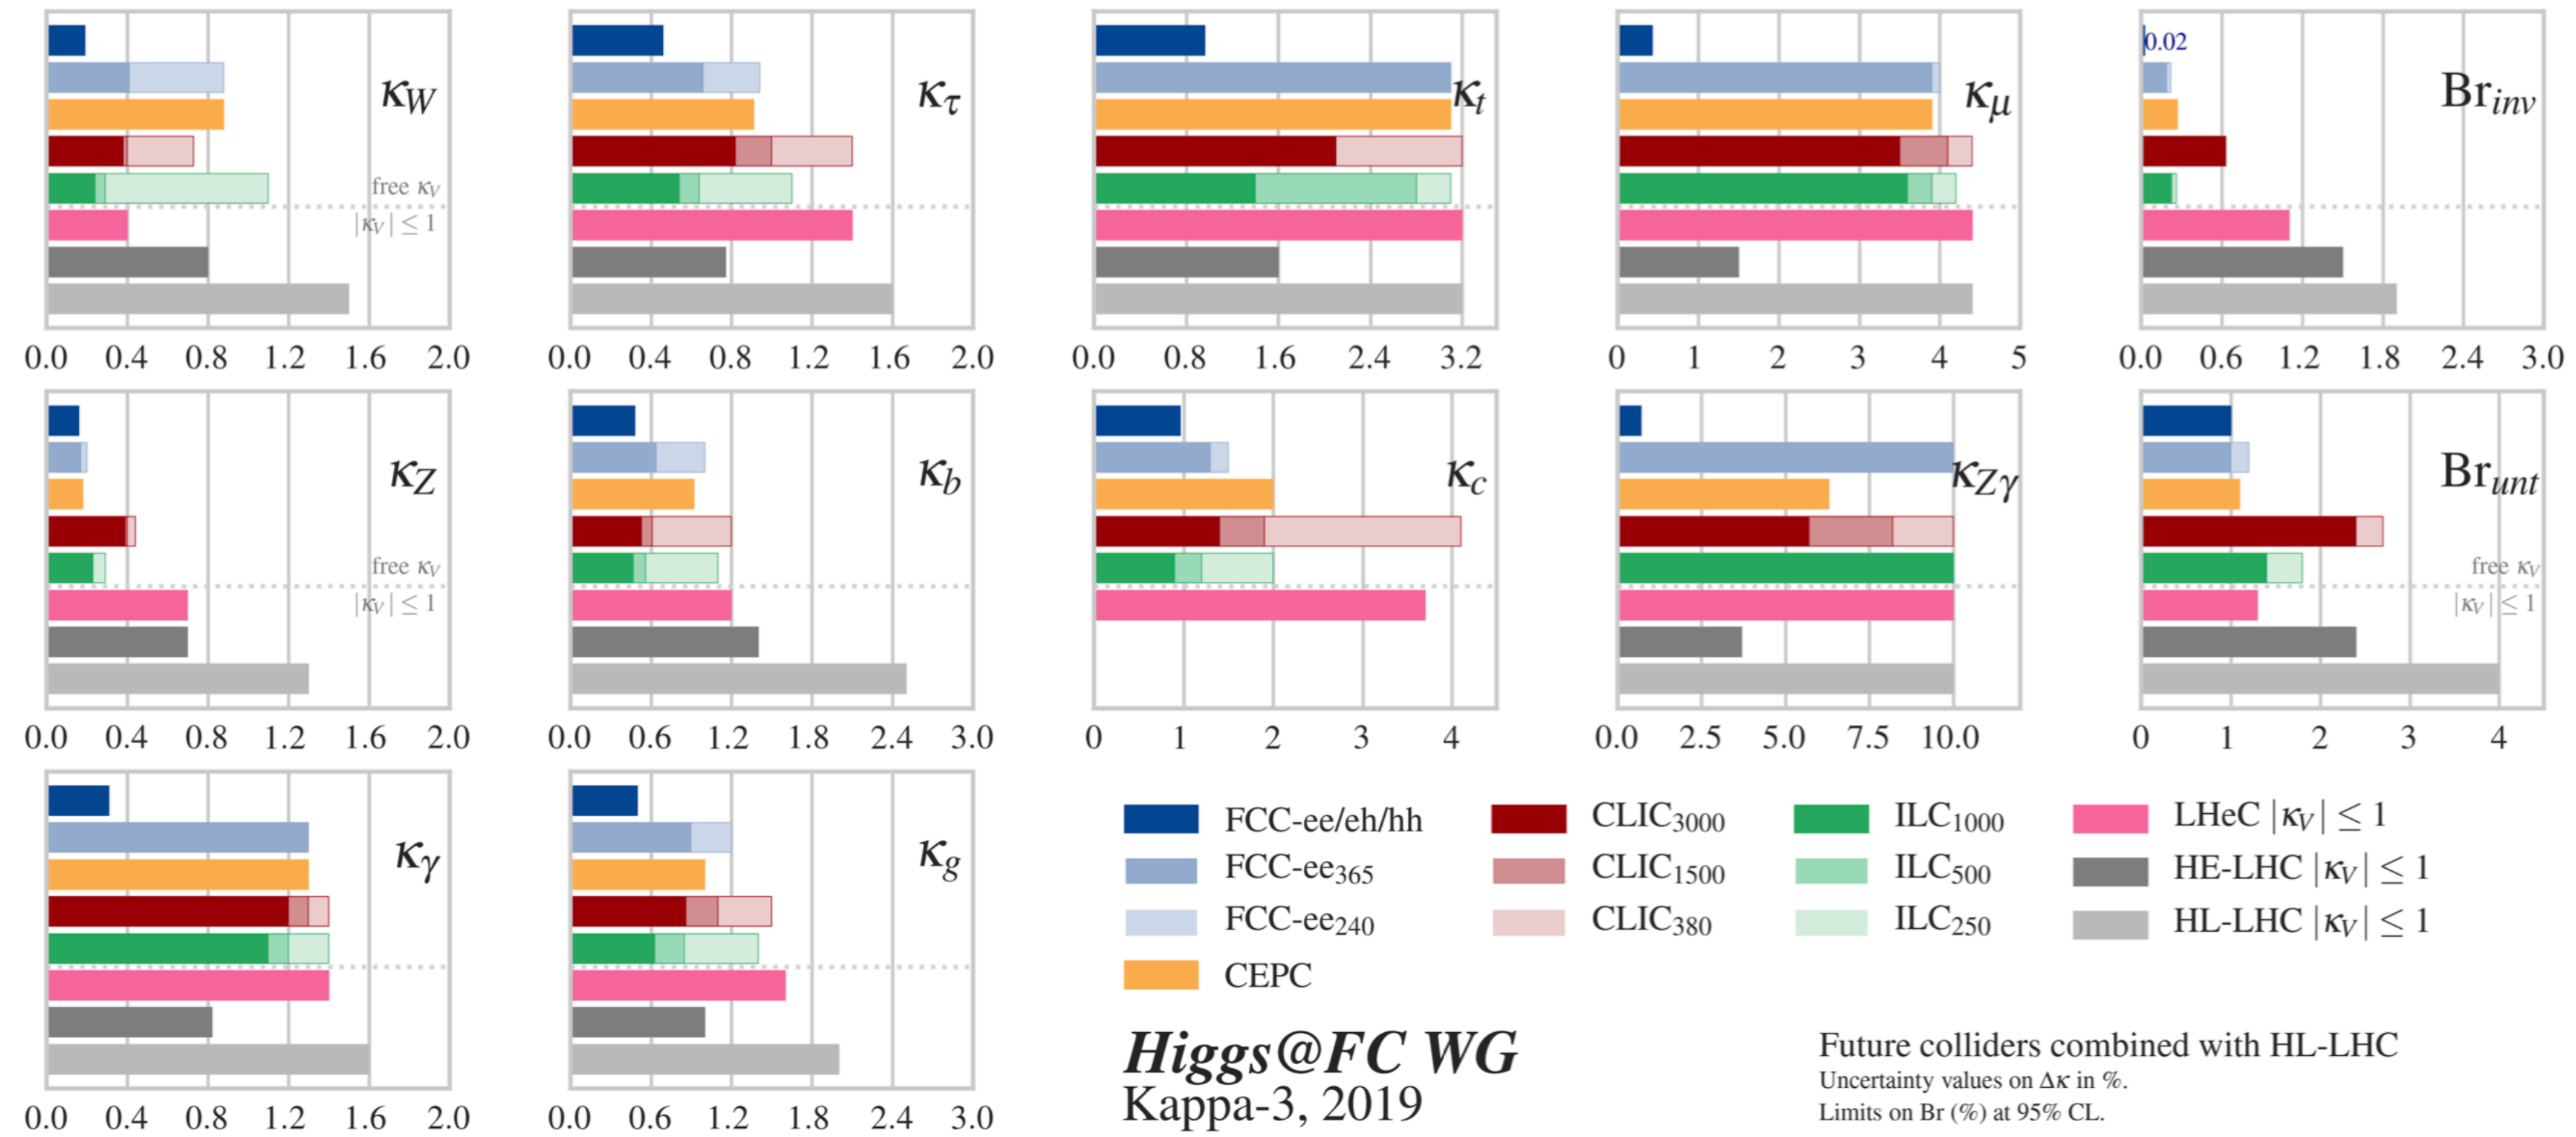 κW
free κV
|κV| ≤ 1
0.0 0.4 0.8 1.2 1.6 2.0
κτ
0.0 0.4 0.8 1.2 1.6 2.0
κt
0.0 0.8 1.6 2.4 3.2
κμ
0 1 2 3 4 5
0.02
Brinv
0.0 0.6 1.2 1.8 2.4 3.0
κZ
free κV
|κV| ≤ 1
0.0 0.4 0.8 1.2 1.6 2.0
κb
0.0 0.6 1.2 1.8 2.4 3.0
κc
0 1 2 3 4
κZγ
0.0 2.5 5.0 7.5 10.0
Brunt
free κV
|κV| ≤ 1
0 1 2 3 4
κγ
0.0 0.4 0.8 1.2 1.6 2.0
κg
0.0 0.6 1.2 1.8 2.4 3.0
FCC-ee/eh/hh
FCC-ee365
FCC-ee240
CEPC
CLIC3000
CLIC1500
CLIC380
ILC1000
ILC500
ILC250
LHeC |κV| ≤ 1
HE-LHC |κV| ≤ 1
HL-LHC |κV| ≤ 1
Higgs@FC WG
Kappa-3, 2019
Future colliders combined with HL-LHC
Uncertainty values on Δκ in %.
Limits on Br (%) at 95% CL.